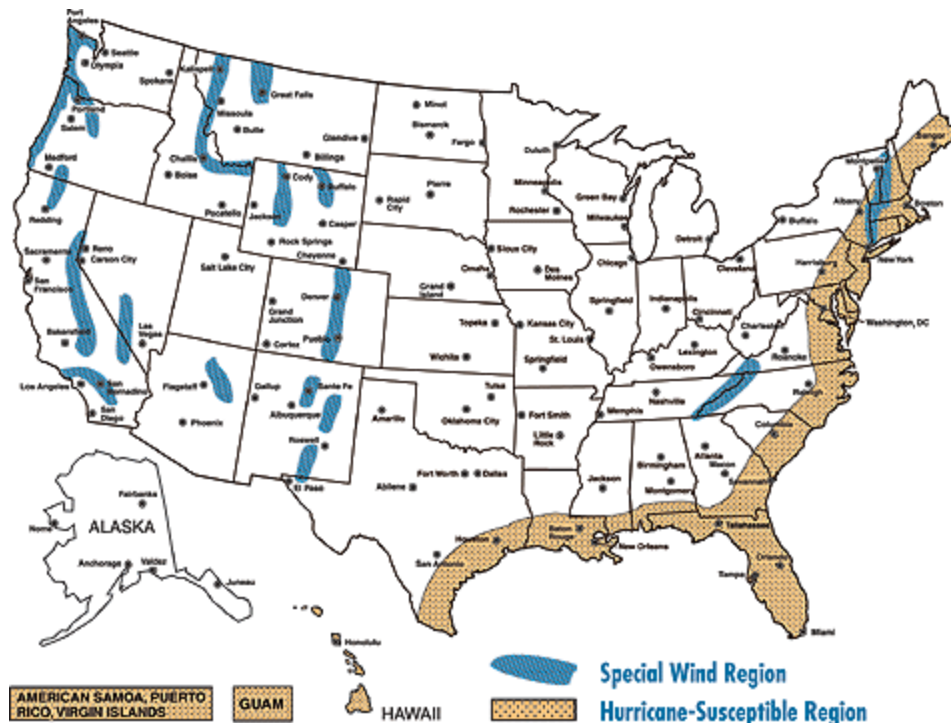 Port
Angeles
Seattle
Olympia
Spokane
Portland
Salem
Medford
Redding
Sacramento
San
Francisco
Reno
Carson City
Bakersfield
Las
Vegas
Los Angeles
San
Diego
Kalispell
Great Falls
Missoula
Butte
Glendive
Billings
Challis
Boise
Pocatello
Cody
Buffalo
Jackson
Casper
Rock Springs
Cheyenne
Salt Lake City
Grand
Junction
Denver
Pueblo
Cortez
Flagstaff
Phoenix
Gallup
Santa Fe
Albuquerque
Roswell
El Paso
Minot
Bismarck
Fargo
Pierre
Rapid
City
Grand
Island
Omaha
Topeka
Wichita
Tulsa
Oklahoma City
Amarillo
Fort Worth
Dallas
Abilene
San Antonio
Houston
Duluth
Minneapolis
Rochester
Sioux City
Des
Moines
Kansas City
St. Louis
Springfield
Fort Smith
Little
Rock
Baton
Rouge
New Orleans
Green Bay
Milwaukee
Chicago
Springfield
Indianapolis
Detroit
Cleveland
Cincinnati
Lexington
Owensboro
Charleston
Memphis
Nashville
Jackson
Birmingham
Montgomery
Atlanta
Macon
Savannah
Tallahassee
Orlando
Tampa
Miami
Columbia
Raleigh
Roanoke
Washington, DC
Harrisburg
New York
Buffalo
Albany
Boston
Bangor
Fairbanks
Nome
ALASKA
Anchorage
Valdez
Juneau
Honolulu
HAWAII
AMERICAN SAMOA, PUERTO
RICO, VIRGIN ISLANDS
GUAM
Special Wind Region
Hurricane-Susceptible Region